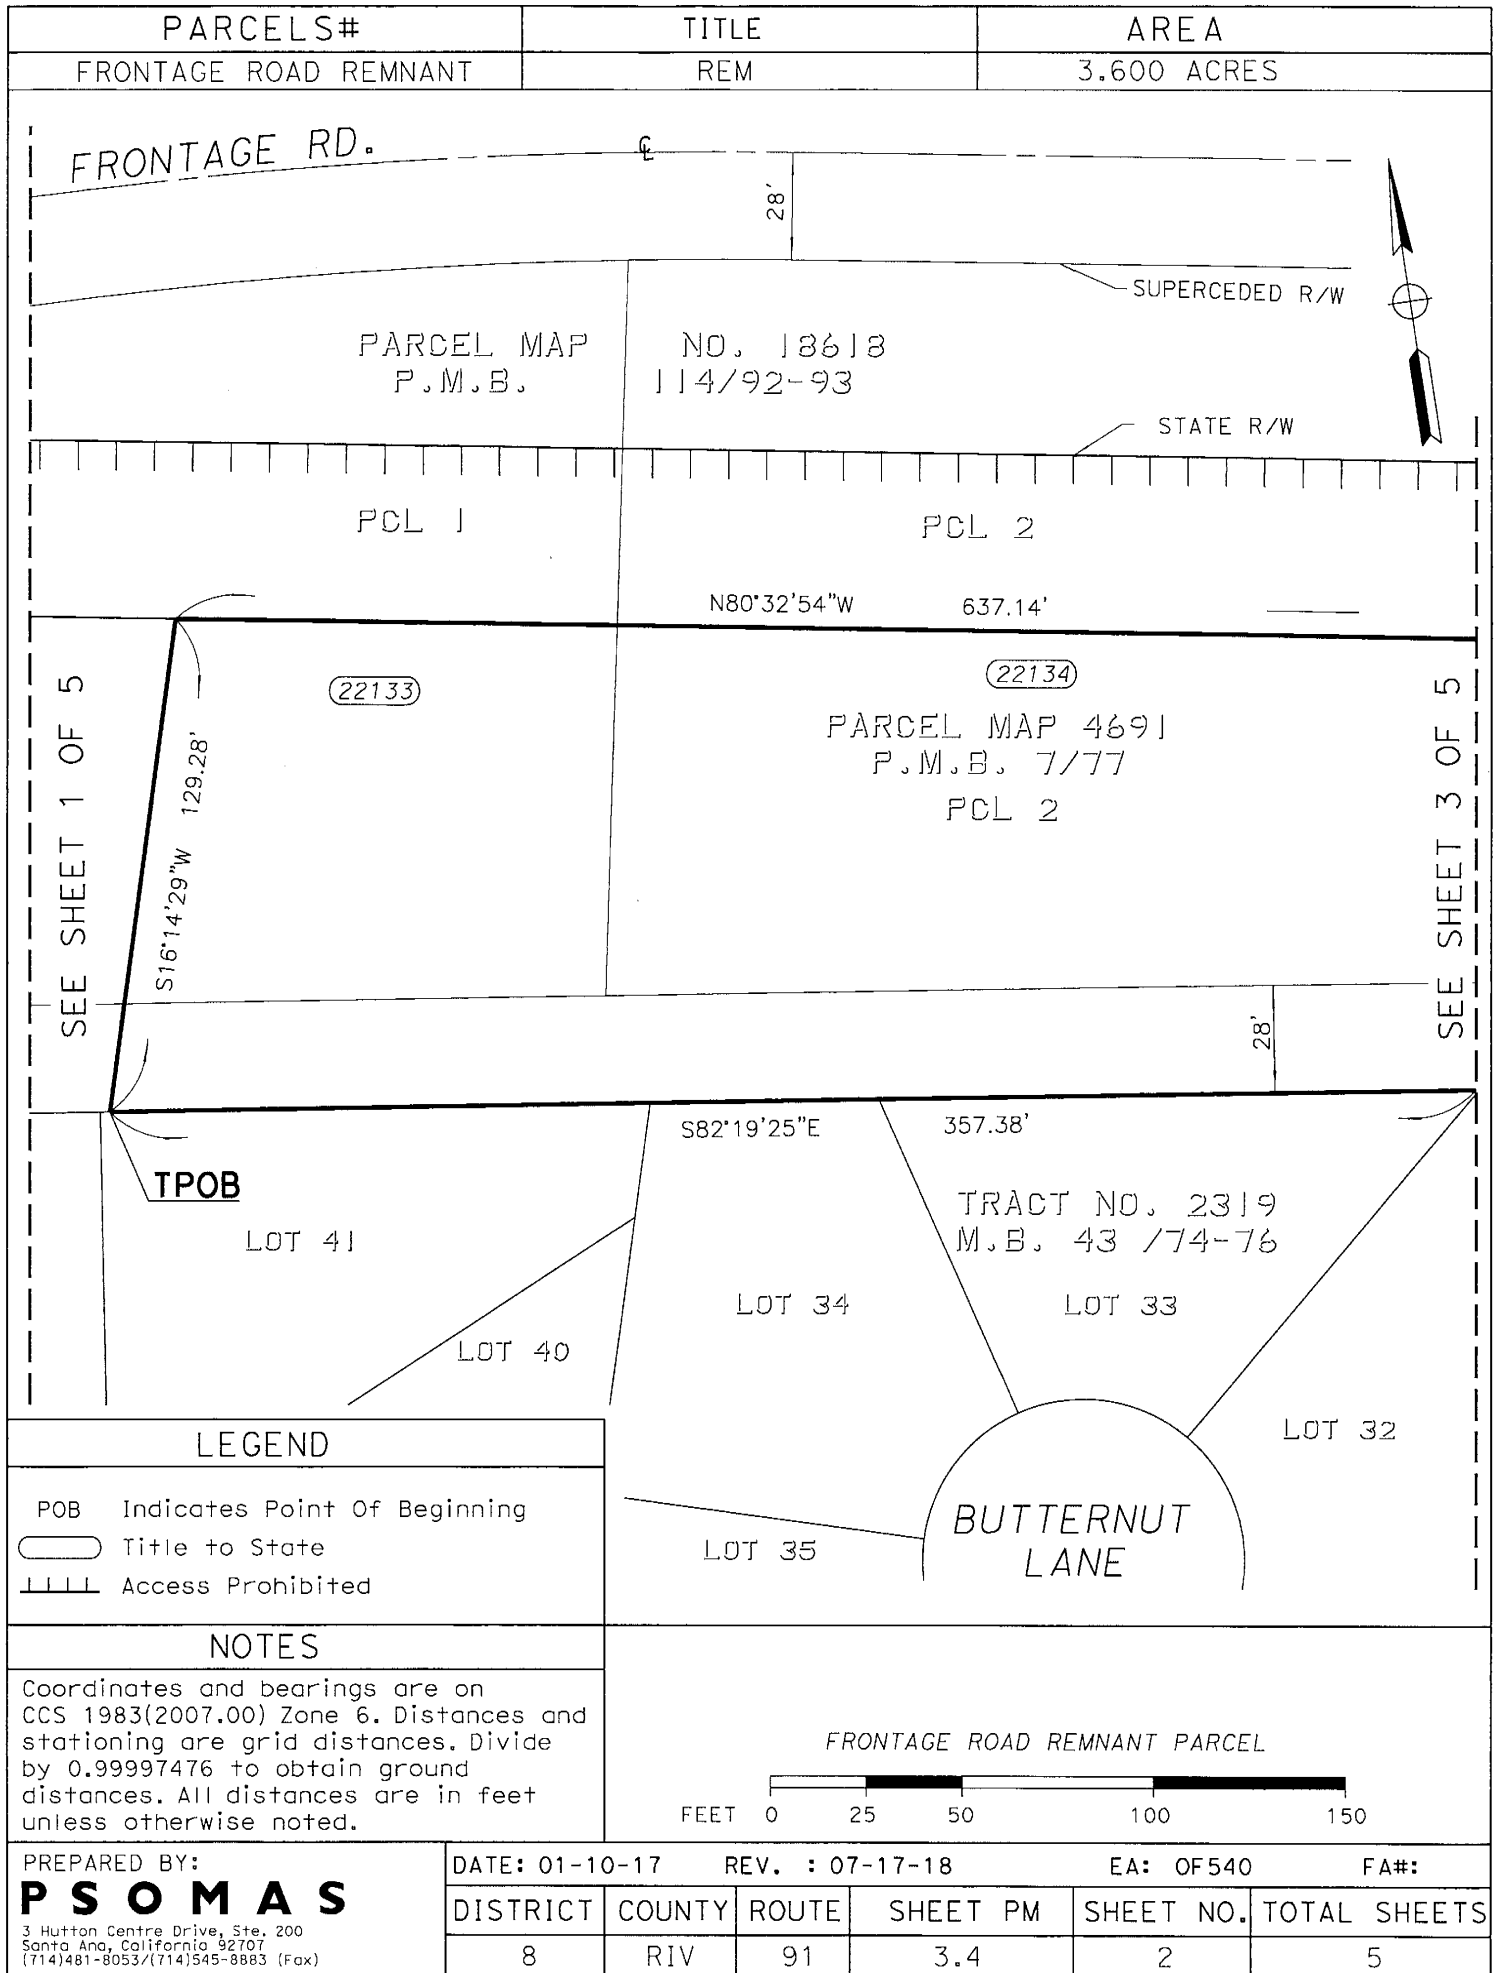 PARCELS# TITLE AREA
FRONTAGE ROAD REMNANT REM 3.600 ACRES
FRONTAGE RD.
℄
28'
SUPERCEDED R/W
PARCEL MAP NO. 18618
P.M.B. 114/92-93
STATE R/W
PCL 1 PCL 2
N80°32'54"W 637.14'
22133
22134
SEE SHEET 1 OF 5
S16°14'29"W 129.28'
PARCEL MAP 4691
P.M.B. 7/77
PCL 2
SEE SHEET 3 OF 5
28'
S82°19'25"E 357.38'
TPOB
LOT 41
TRACT NO. 2319
M.B. 43 /74-76
LOT 34
LOT 33
LOT 40
LOT 32
LOT 35
BUTTERNUT
LANE
LEGEND
POB Indicates Point Of Beginning
Title to State
Access Prohibited
NOTES
Coordinates and bearings are on
CCS 1983(2007.00) Zone 6. Distances and
stationing are grid distances. Divide
by 0.99997476 to obtain ground
distances. All distances are in feet
unless otherwise noted.
FRONTAGE ROAD REMNANT PARCEL
FEET 0 25 50 100 150
PREPARED BY:
PSOMAS
3 Hutton Centre Drive, Ste. 200
Santa Ana, California 92707
(714)481-8053/(714)545-8883 (Fax)
DATE: 01-10-17 REV. : 07-17-18 EA: 0F540 FA#:
DISTRICT COUNTY ROUTE SHEET PM SHEET NO. TOTAL SHEETS
8 RIV 91 3.4 2 5